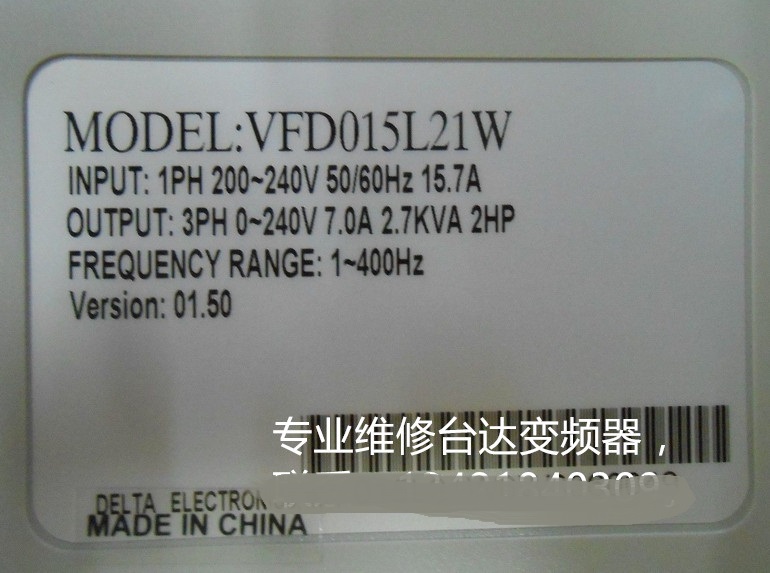 MODEL:VFD015L21W
INPUT: 1PH 200~240V 50/60Hz 15.7A
OUTPUT: 3PH 0~240V 7.0A 2.7KVA 2HP
FREQUENCY RANGE: 1~400Hz
Version: 01.50
专业维修台达变频器，
DELTA ELECTRON
MADE IN CHINA